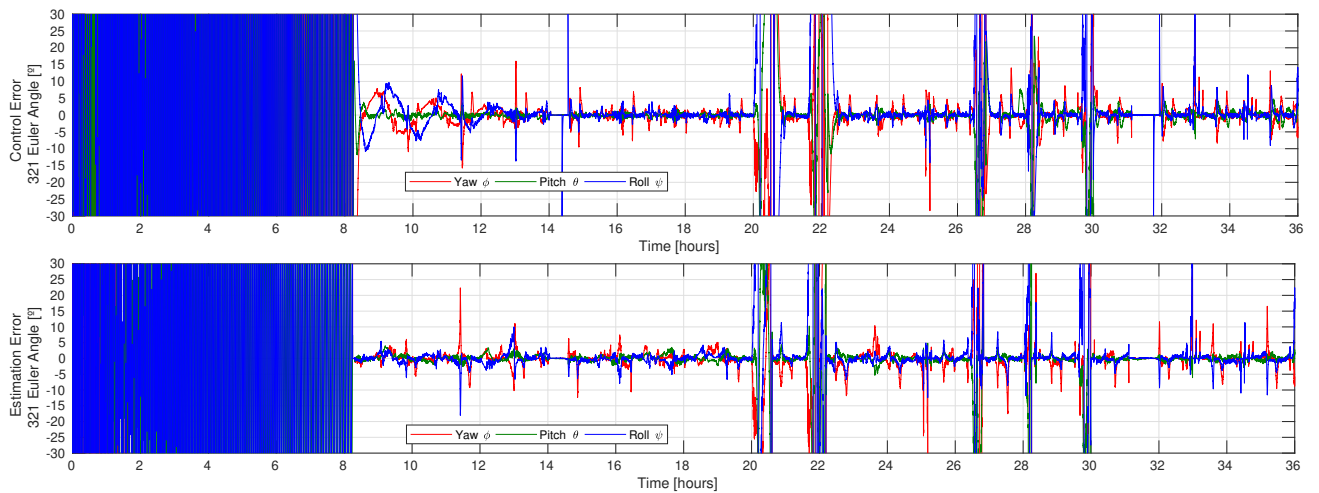 Control Error
321 Euler Angle [º]
30
25
20
15
10
5
0
-5
-10
-15
-20
-25
-30
Yaw ϕ Pitch θ Roll ψ
0 2 4 6 8 10 12 14 16 18 20 22 24 26 28 30 32 34 36
Time [hours]
Estimation Error
321 Euler Angle [º]
30
25
20
15
10
5
0
-5
-10
-15
-20
-25
-30
Yaw ϕ Pitch θ Roll ψ
0 2 4 6 8 10 12 14 16 18 20 22 24 26 28 30 32 34 36
Time [hours]